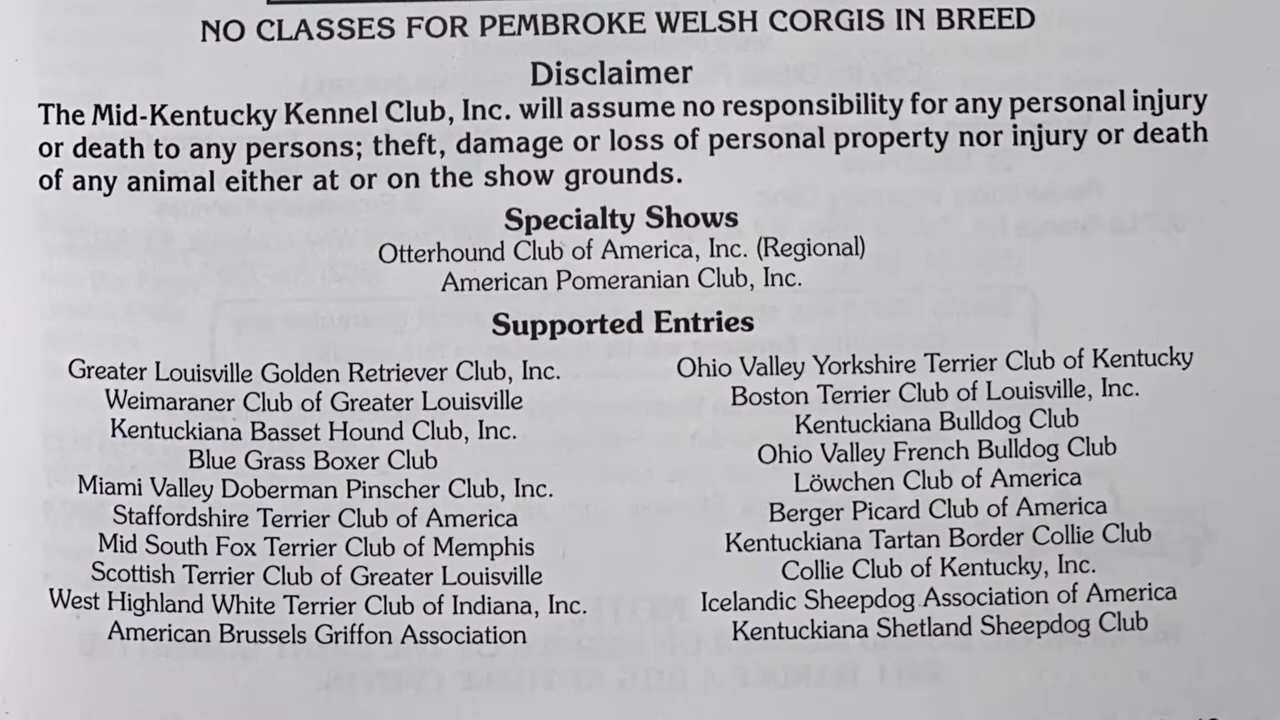 NO CLASSES FOR PEMBROKE WELSH CORGIS IN BREED
Disclaimer
The Mid-Kentucky Kennel Club, Inc. will assume no responsibility for any personal injury
or death to any persons; theft, damage or loss of personal property nor injury or death
of any animal either at or on the show grounds.
Specialty Shows
Otterhound Club of America, Inc. (Regional)
American Pomeranian Club, Inc.
Supported Entries
Greater Louisville Golden Retriever Club, Inc.
Weimaraner Club of Greater Louisville
Kentuckiana Basset Hound Club, Inc.
Blue Grass Boxer Club
Miami Valley Doberman Pinscher Club, Inc.
Staffordshire Terrier Club of America
Mid South Fox Terrier Club of Memphis
Scottish Terrier Club of Greater Louisville
West Highland White Terrier Club of Indiana, Inc.
American Brussels Griffon Association
Ohio Valley Yorkshire Terrier Club of Kentucky
Boston Terrier Club of Louisville, Inc.
Kentuckiana Bulldog Club
Ohio Valley French Bulldog Club
Löwchen Club of America
Berger Picard Club of America
Kentuckiana Tartan Border Collie Club
Collie Club of Kentucky, Inc.
Icelandic Sheepdog Association of America
Kentuckiana Shetland Sheepdog Club